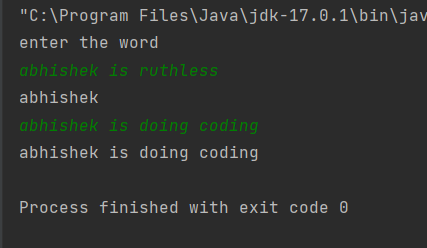 "C:\Program Files\Java\jdk-17.0.1\bin\jav
enter the word
abhishek is ruthless
abhishek
abhishek is doing coding
abhishek is doing coding
Process finished with exit code 0